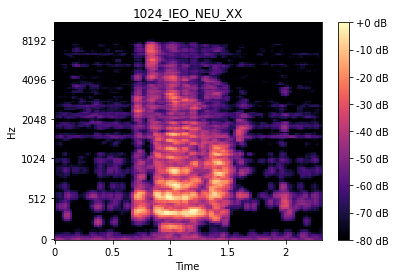 1024_IEO_NEU_XX
+0 dB
8192
-10 dB
4096
-20 dB
-30 dB
2048
Hz
-40 dB
1024
-50 dB
512
-60 dB
-70 dB
0
-80 dB
0 0.5 1 1.5 2
Time